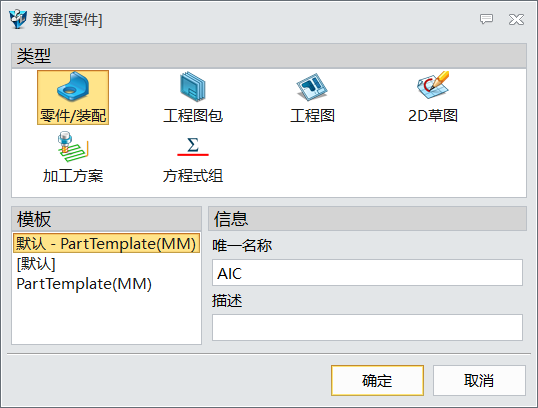 新建[零件]
类型
零件/装配
工程图包
工程图
2D草图
加工方案
Σ
方程式组
模板
默认 - PartTemplate(MM)
[默认]
PartTemplate(MM)
信息
唯一名称
AIC
描述
确定
取消